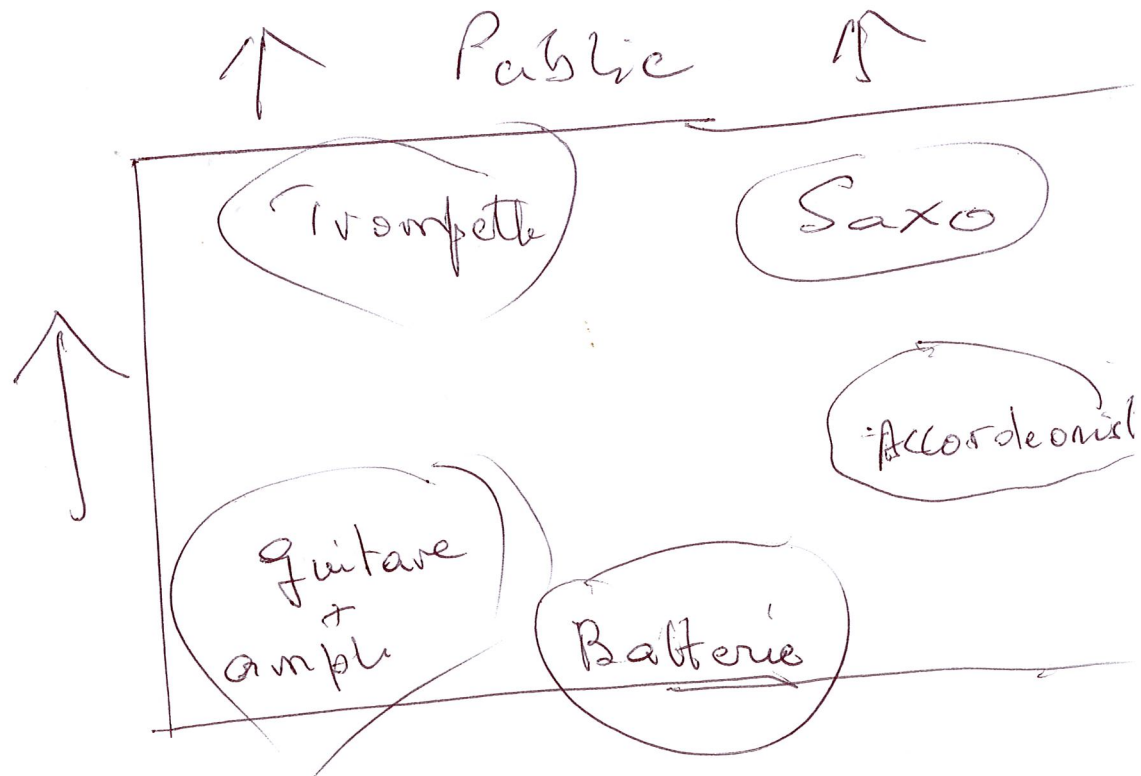 Public
Trompette
Saxo
Accordeonist
guitare
+
ampli
Batterie